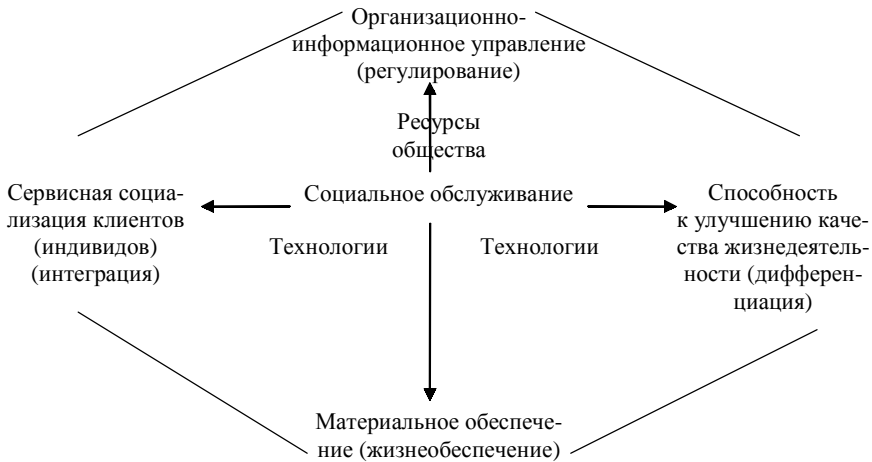 Организационно-
информационное управление
(регулирование)
Ресурсы
общества
Сервисная социа-
лизация клиентов
(индивидов)
(интеграция)
Социальное обслуживание
Способность
к улучшению каче-
ства жизнедеятель-
ности (дифферен-
циация)
Технологии
Технологии
Материальное обеспече-
ние (жизнеобеспечение)